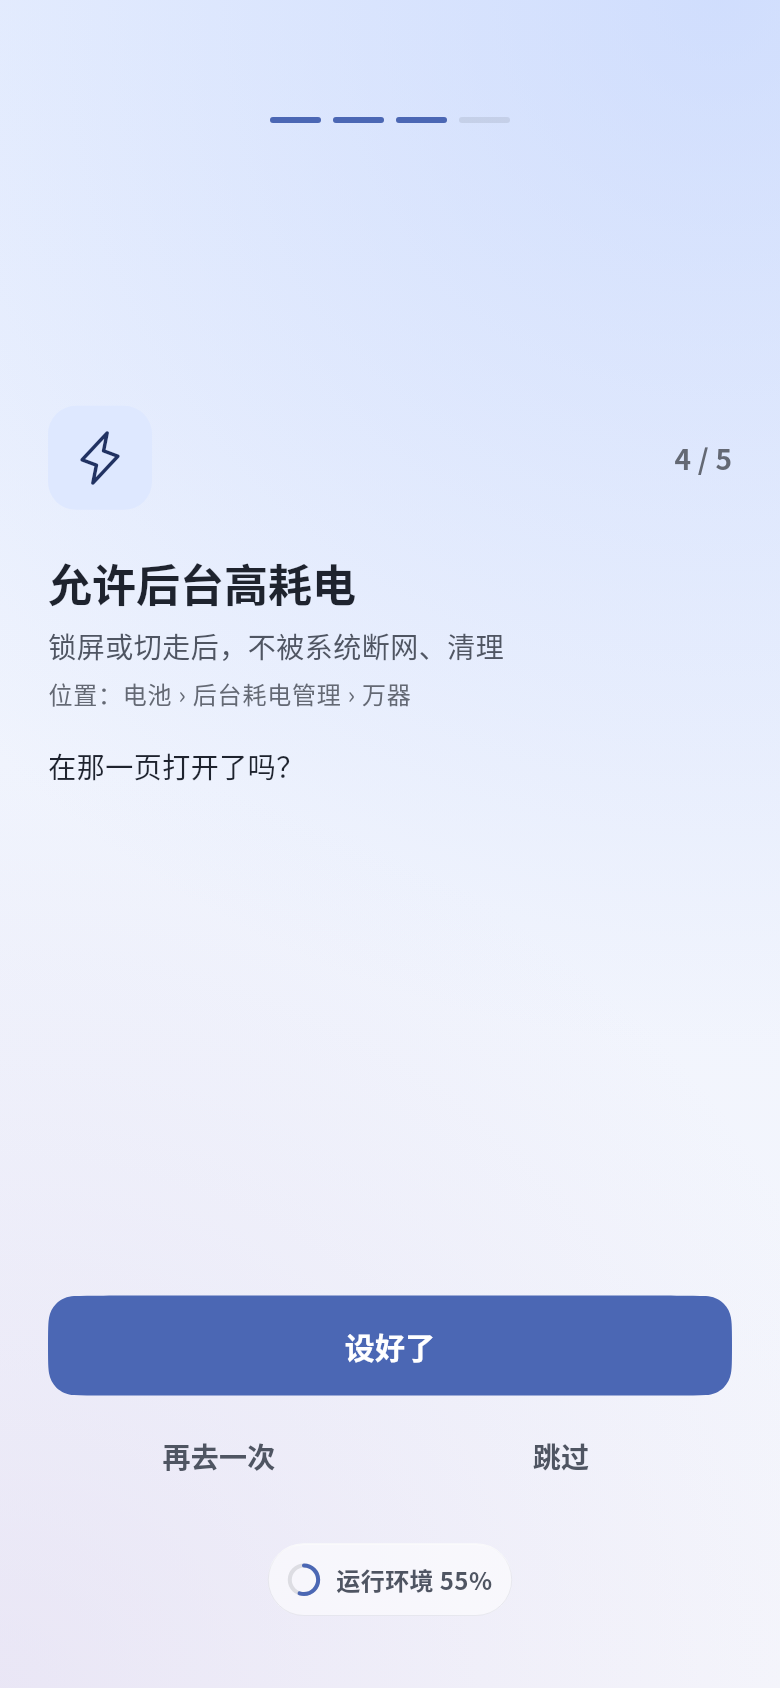 4 / 5
允许后台高耗电
锁屏或切走后，不被系统断网、清理
位置：电池 › 后台耗电管理 › 万器
在那一页打开了吗？
设好了
再去一次
跳过
运行环境 55%